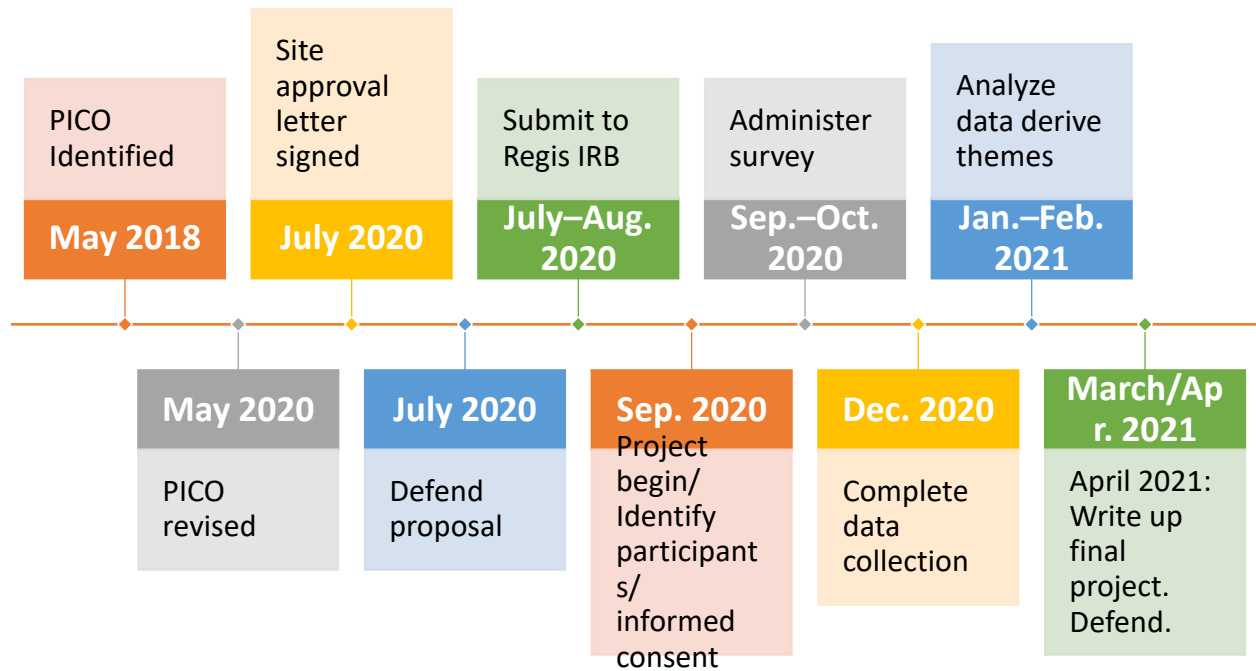 PICO
Identified
May 2018
Site
approval
letter
signed
July 2020
Submit to
Regis IRB
July–Aug.
2020
Administer
survey
Sep.–Oct.
2020
Analyze
data derive
themes
Jan.–Feb.
2021
May 2020
PICO
revised
July 2020
Defend
proposal
Sep. 2020
Project
begin/
Identify
participant
s/
informed
consent
Dec. 2020
Complete
data
collection
March/Ap
r. 2021
April 2021:
Write up
final
project.
Defend.